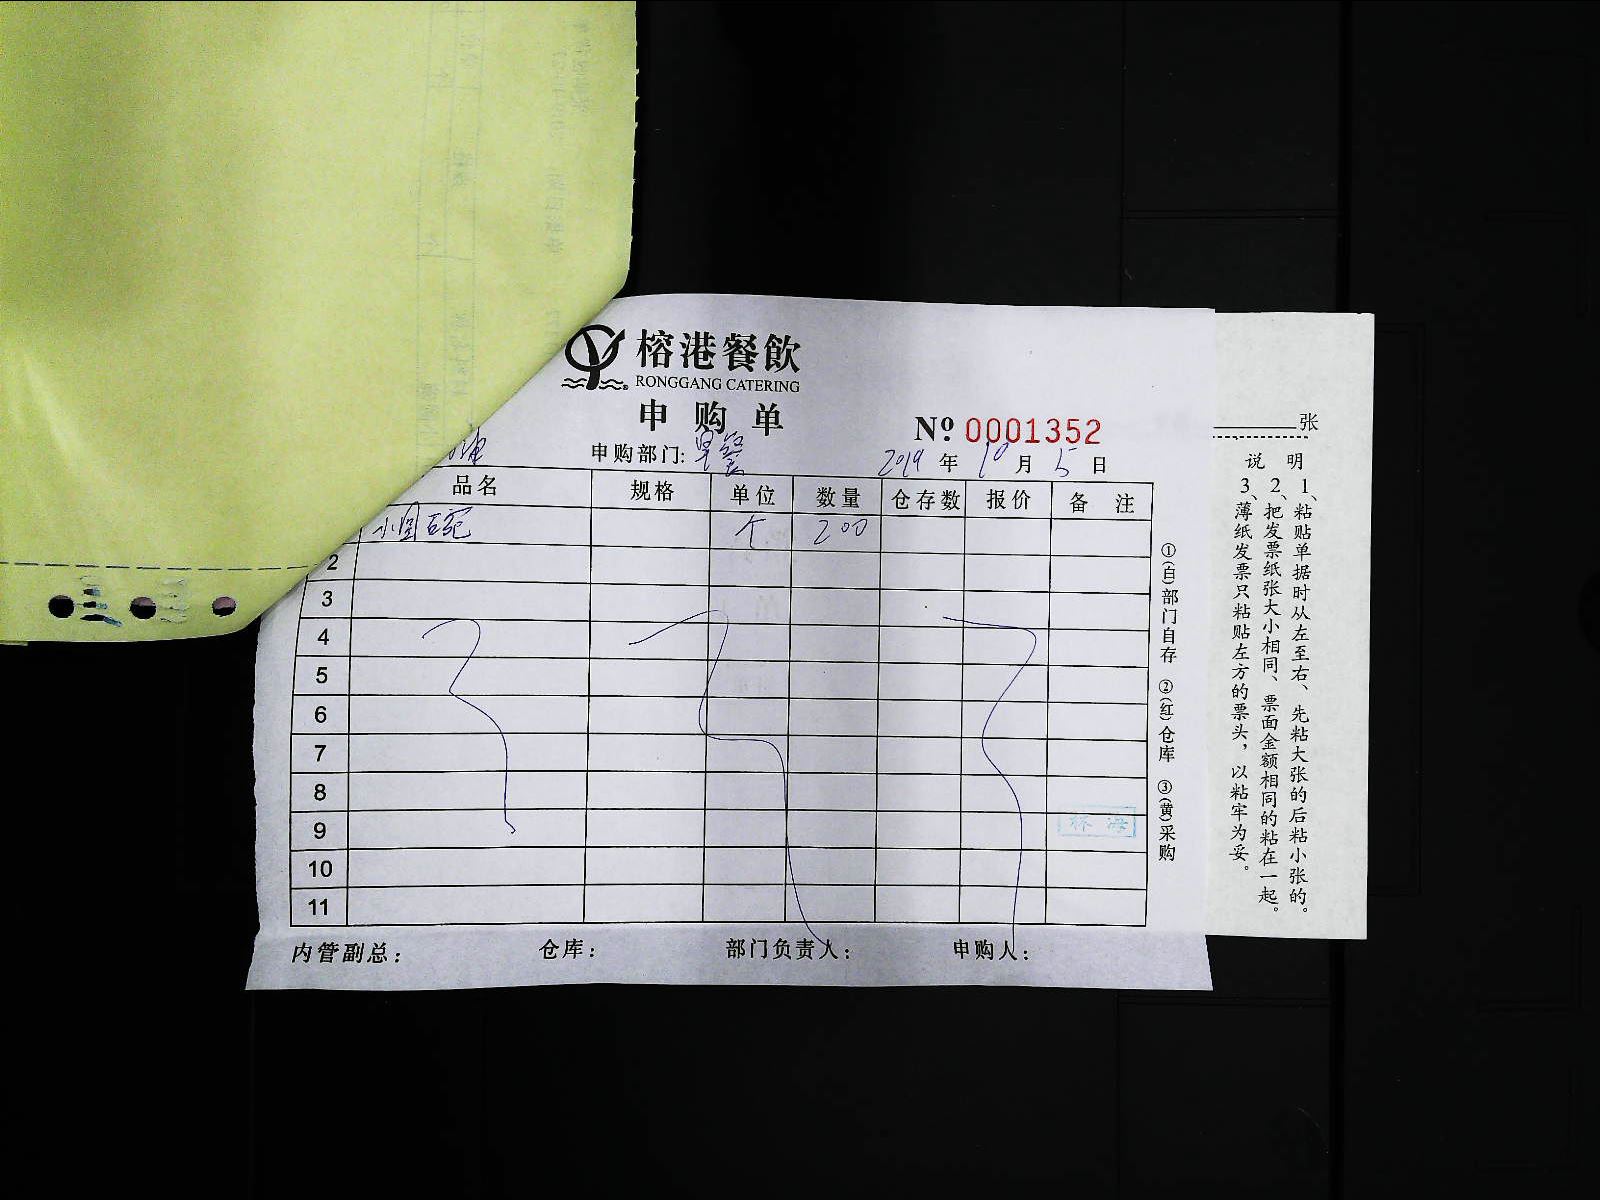 榕港餐飲
RONGGANG CATERING
申购单
№ 0001352
申购部门: 早餐 2019 年 10 月 5 日
品名 规格 单位 数量 仓存数 报价 备 注
小圆碗 个 200
2
3
4
5
6
7
8
9
10
11
内管副总: 仓库: 部门负责人: 申购人:
①(白)部门自存 ②(红)仓库 ③(黄)采购
张
说 明
1、粘贴单据时从左至右、先粘大张的后粘小张的。
2、把发票纸张大小相同、票面金额相同的粘在一起。
3、薄纸发票只粘贴左方的票头，以粘牢为妥。